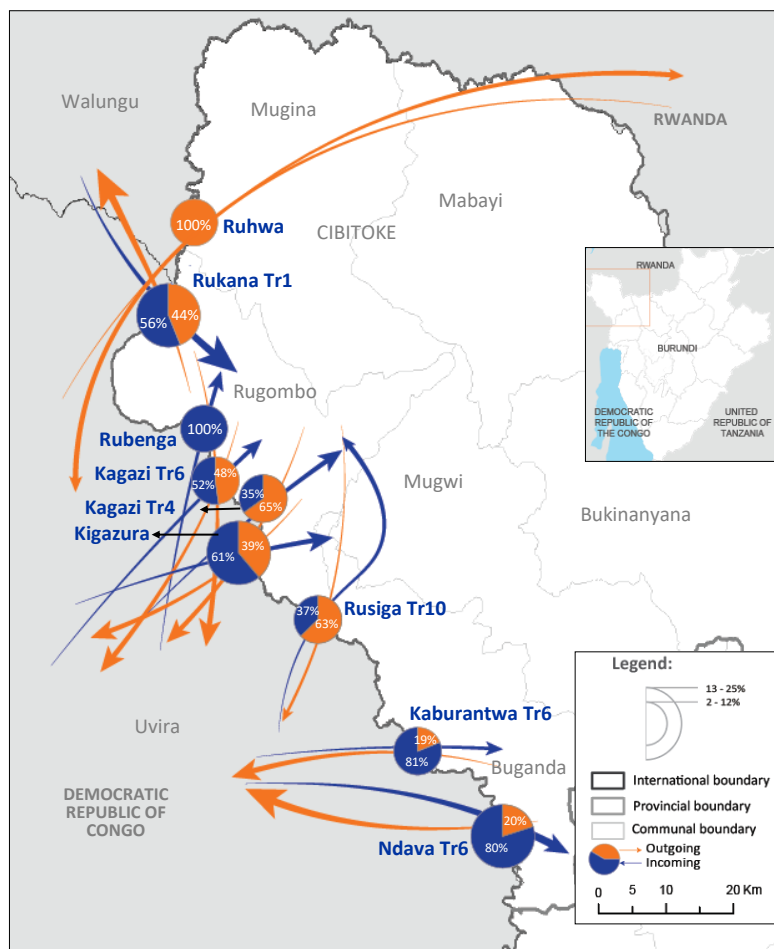 Walungu
Mugina
RWANDA
Mabayi
100%
Ruhwa
CIBITOKE
Rukana Tr1
56%
44%
Rugombo
Rubenga
100%
Kagazi Tr6
48%
52%
Kagazi Tr4
35%
65%
Kigazura
39%
61%
Mugwi
Bukinanyana
37%
63%
Rusiga Tr10
Uvira
Kaburantwa Tr6
19%
81%
Buganda
DEMOCRATIC
REPUBLIC OF
CONGO
20%
80%
Ndava Tr6
RWANDA
BURUNDI
DEMOCRATIC
REPUBLIC OF
THE CONGO
UNITED
REPUBLIC OF
TANZANIA
Legend:
13 - 25%
2 - 12%
International boundary
Provincial boundary
Communal boundary
Outgoing
Incoming
0 5 10 20 Km